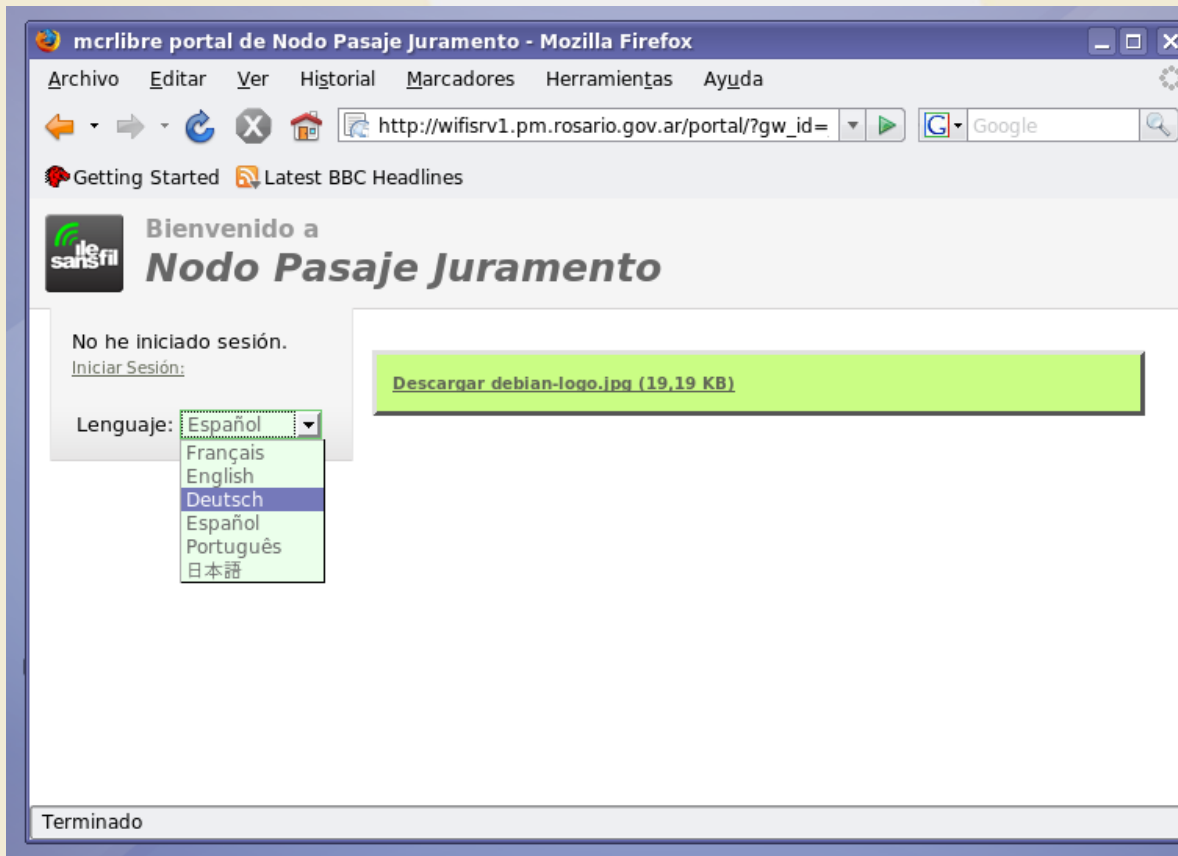 mcrlibre portal de Nodo Pasaje Juramento - Mozilla Firefox
Archivo Editar Ver Historial Marcadores Herramientas Ayuda
http://wifisrv1.pm.rosario.gov.ar/portal/?gw_id= G Google
Getting Started Latest BBC Headlines
ile sansfil
Bienvenido a
Nodo Pasaje Juramento
No he iniciado sesión.
Iniciar Sesión:
Descargar debian-logo.jpg (19,19 KB)
Lenguaje: Español
Français
English
Deutsch
Español
Português
日本語
Terminado